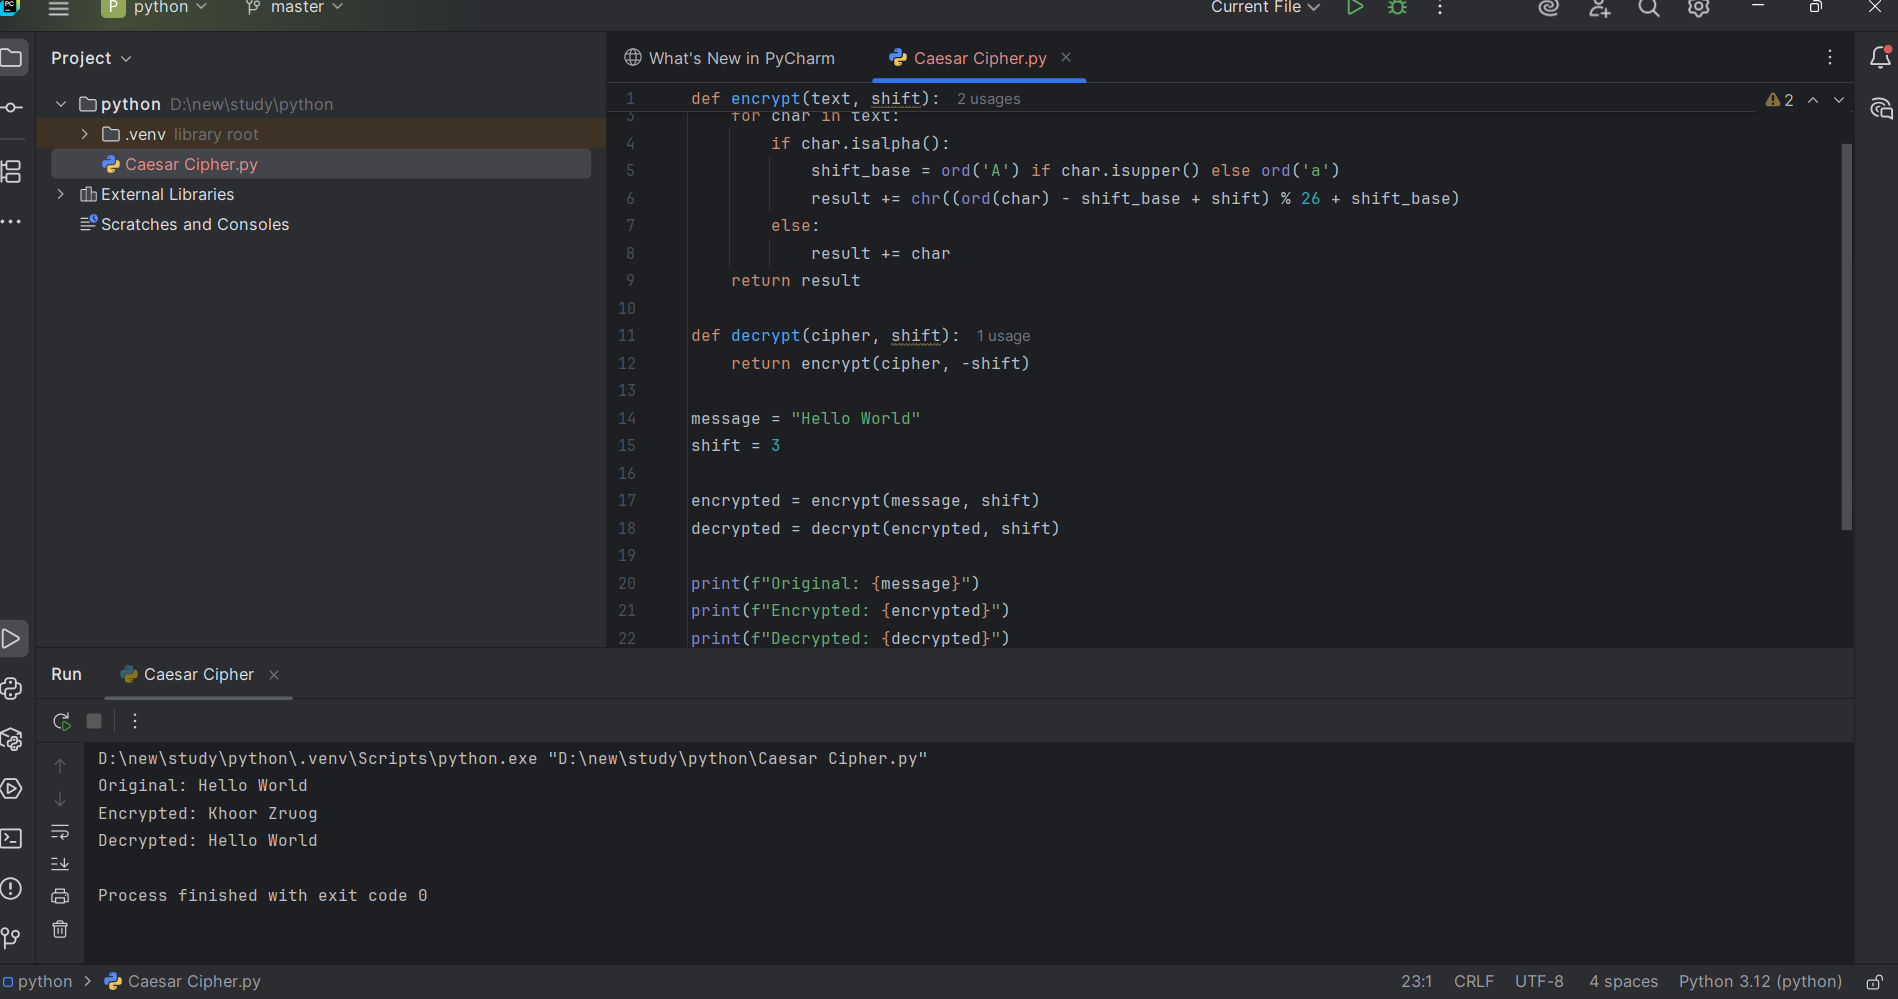 PC
P python master
Current File
Project
What's New in PyCharm
Caesar Cipher.py
python D:\new\study\python
.venv library root
Caesar Cipher.py
External Libraries
Scratches and Consoles
2
1 def encrypt(text, shift): 2 usages
3     for char in text:
4         if char.isalpha():
5             shift_base = ord('A') if char.isupper() else ord('a')
6             result += chr((ord(char) - shift_base + shift) % 26 + shift_base)
7         else:
8             result += char
9     return result
10
11 def decrypt(cipher, shift): 1 usage
12     return encrypt(cipher, -shift)
13
14 message = "Hello World"
15 shift = 3
16
17 encrypted = encrypt(message, shift)
18 decrypted = decrypt(encrypted, shift)
19
20 print(f"Original: {message}")
21 print(f"Encrypted: {encrypted}")
22 print(f"Decrypted: {decrypted}")
Run Caesar Cipher
D:\new\study\python\.venv\Scripts\python.exe "D:\new\study\python\Caesar Cipher.py"
Original: Hello World
Encrypted: Khoor Zruog
Decrypted: Hello World
Process finished with exit code 0
python Caesar Cipher.py
23:1 CRLF UTF-8 4 spaces Python 3.12 (python)